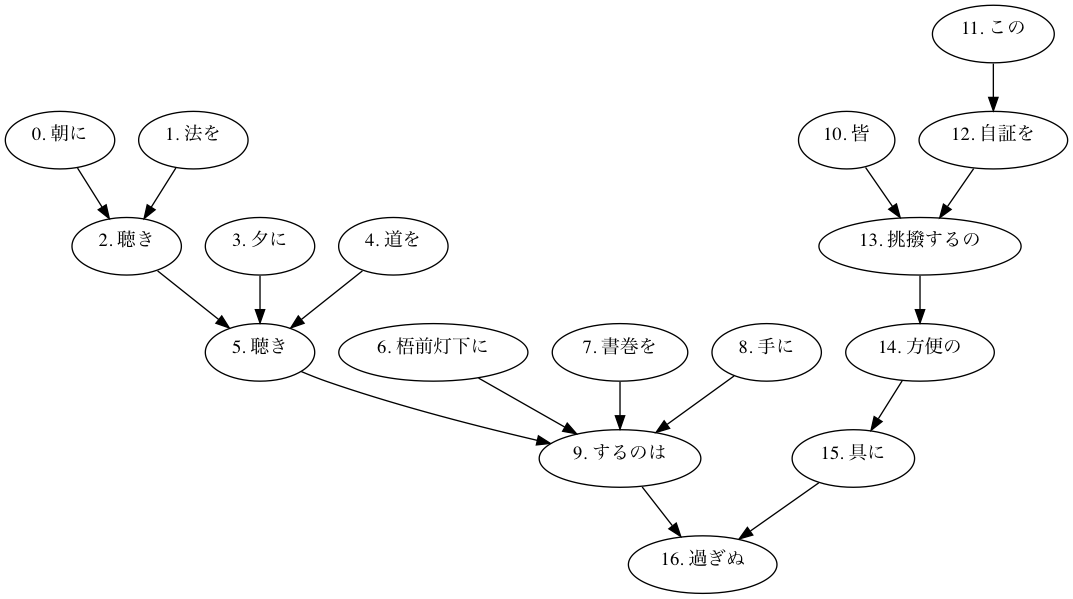 11. この
0. 朝に
1. 法を
10. 皆
12. 自証を
2. 聴き
3. 夕に
4. 道を
13. 挑撥するの
5. 聴き
6. 梧前灯下に
7. 書巻を
8. 手に
14. 方便の
9. するのは
15. 具に
16. 過ぎぬ